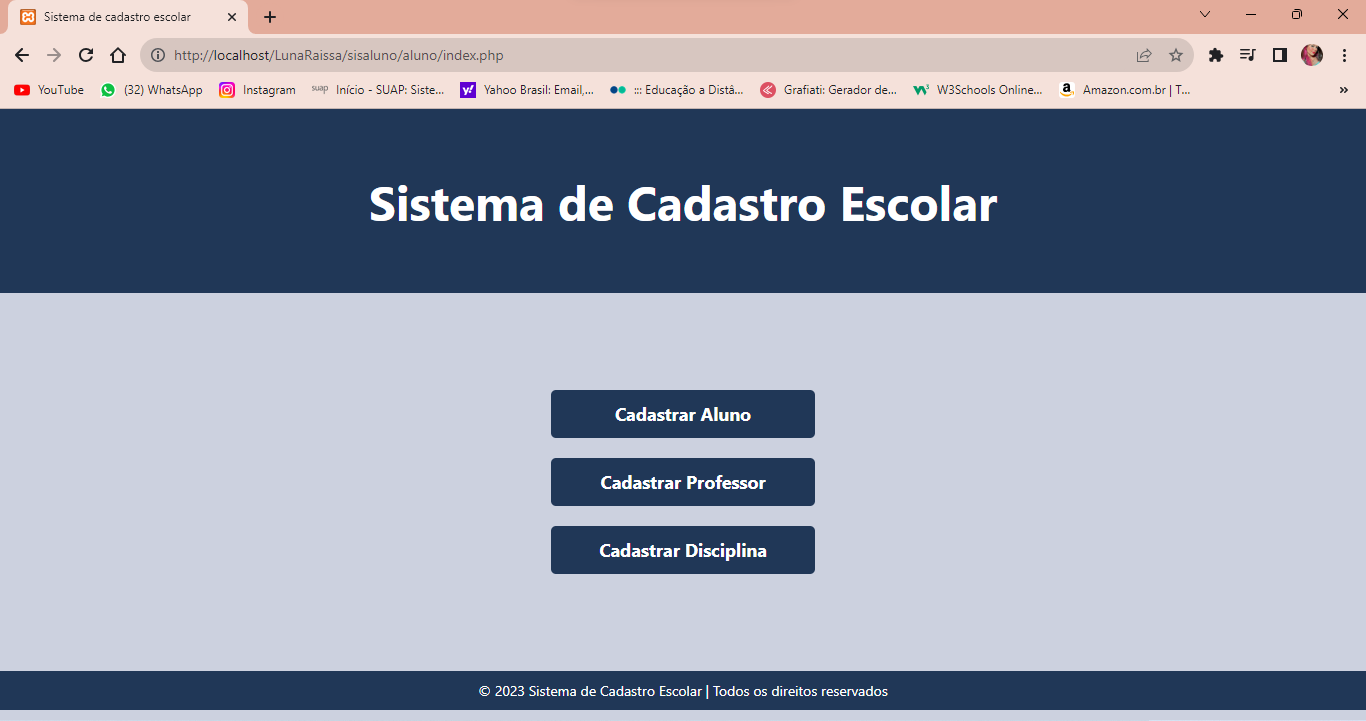 Sistema de cadastro escolar
http://localhost/LunaRaissa/sisaluno/aluno/index.php
YouTube (32) WhatsApp Instagram suap Início - SUAP: Siste... Yahoo Brasil: Email,... ::: Educação a Distâ... Grafiati: Gerador de... W3Schools Online... Amazon.com.br | T...
Sistema de Cadastro Escolar
Cadastrar Aluno
Cadastrar Professor
Cadastrar Disciplina
© 2023 Sistema de Cadastro Escolar | Todos os direitos reservados